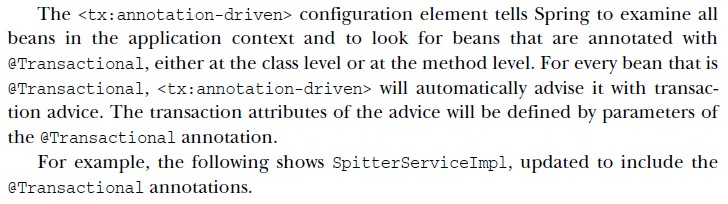 The <tx:annotation-driven> configuration element tells Spring to examine all
beans in the application context and to look for beans that are annotated with
@Transactional, either at the class level or at the method level. For every bean that is
@Transactional, <tx:annotation-driven> will automatically advise it with transac-
tion advice. The transaction attributes of the advice will be defined by parameters of
the @Transactional annotation.
For example, the following shows SpitterServiceImpl, updated to include the
@Transactional annotations.